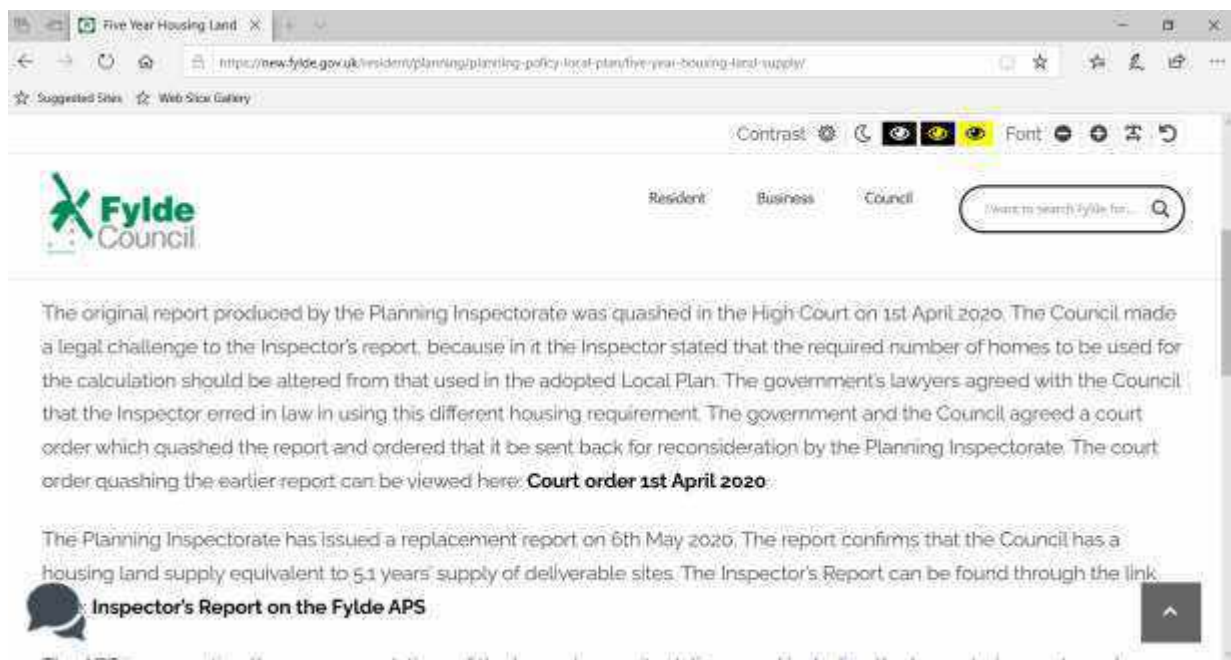 Five Year Housing Land
https://new.fylde.gov.uk/resident/planning/planning-policy-local-plan/five-year-housing-land-supply/
Suggested Sites Web Slice Gallery
Contrast Font
Fylde
Council
Resident Business Council
I want to search Fylde for...
The original report produced by the Planning Inspectorate was quashed in the High Court on 1st April 2020. The Council made
a legal challenge to the Inspector's report, because in it the Inspector stated that the required number of homes to be used for
the calculation should be altered from that used in the adopted Local Plan. The government's lawyers agreed with the Council
that the Inspector erred in law in using this different housing requirement. The government and the Council agreed a court
order which quashed the report and ordered that it be sent back for reconsideration by the Planning Inspectorate. The court
order quashing the earlier report can be viewed here: Court order 1st April 2020
The Planning Inspectorate has issued a replacement report on 6th May 2020. The report confirms that the Council has a
housing land supply equivalent to 5.1 years' supply of deliverable sites. The Inspector's Report can be found through the link
: Inspector's Report on the Fylde APS